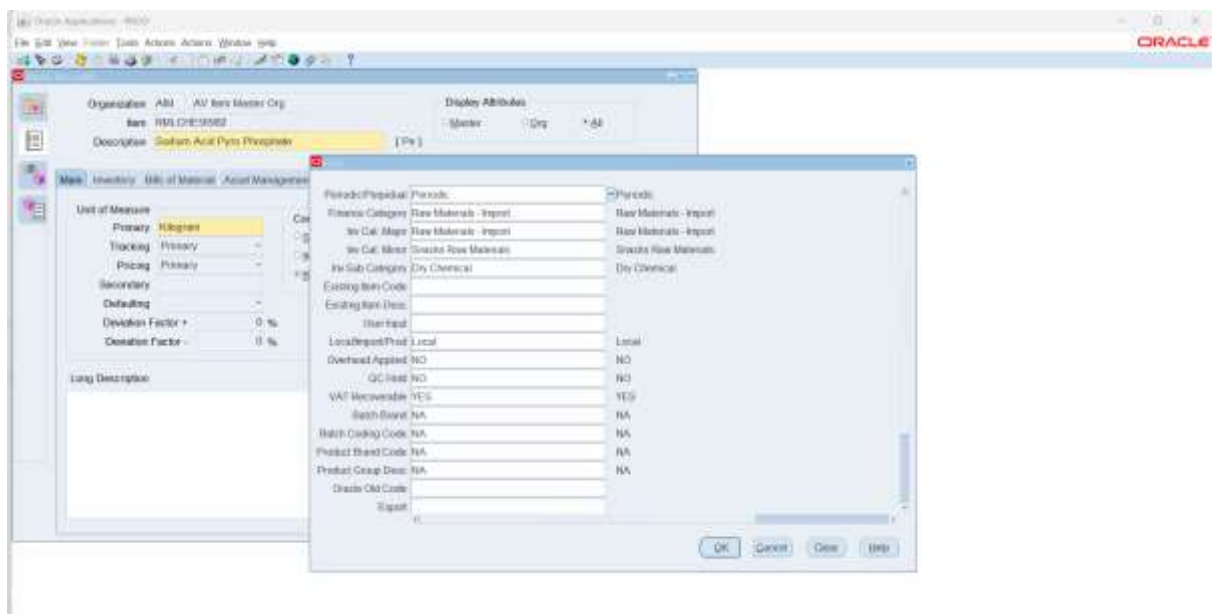 Oracle Applications - PROD
File Edit View Folder Tools Actions Actions Window Help
ORACLE
Organization AIM AV Item Master Org
Item
Description Sodium Acid Pyro Phosphate
Display Attributes
Master Org All
Main Inventory Bills of Material Asset Management
Unit of Measure
Primary Kilogram
Tracking Primary
Pricing Primary
Secondary
Defaulting
Deviation Factor + 0 %
Deviation Factor - 0 %
Long Description
Periodic/Perpetual Periodic Periodic
Finance Category Raw Materials - Import Raw Materials - Import
Inv Cat. Major Raw Materials - Import Raw Materials - Import
Inv Cat. Minor Snacks Raw Materials Snacks Raw Materials
Inv Sub Category Dry Chemical Dry Chemical
Existing Item Code
Existing Item Desc
User Input
Local/Import/Prod Local Local
Overhead Applied NO NO
QC Hold NO NO
VAT Recoverable YES YES
Batch Brand NA NA
Batch Coding Code NA NA
Product Brand Code NA NA
Product Group Desc NA NA
Oracle Old Code
Export
OK Cancel Clear Help